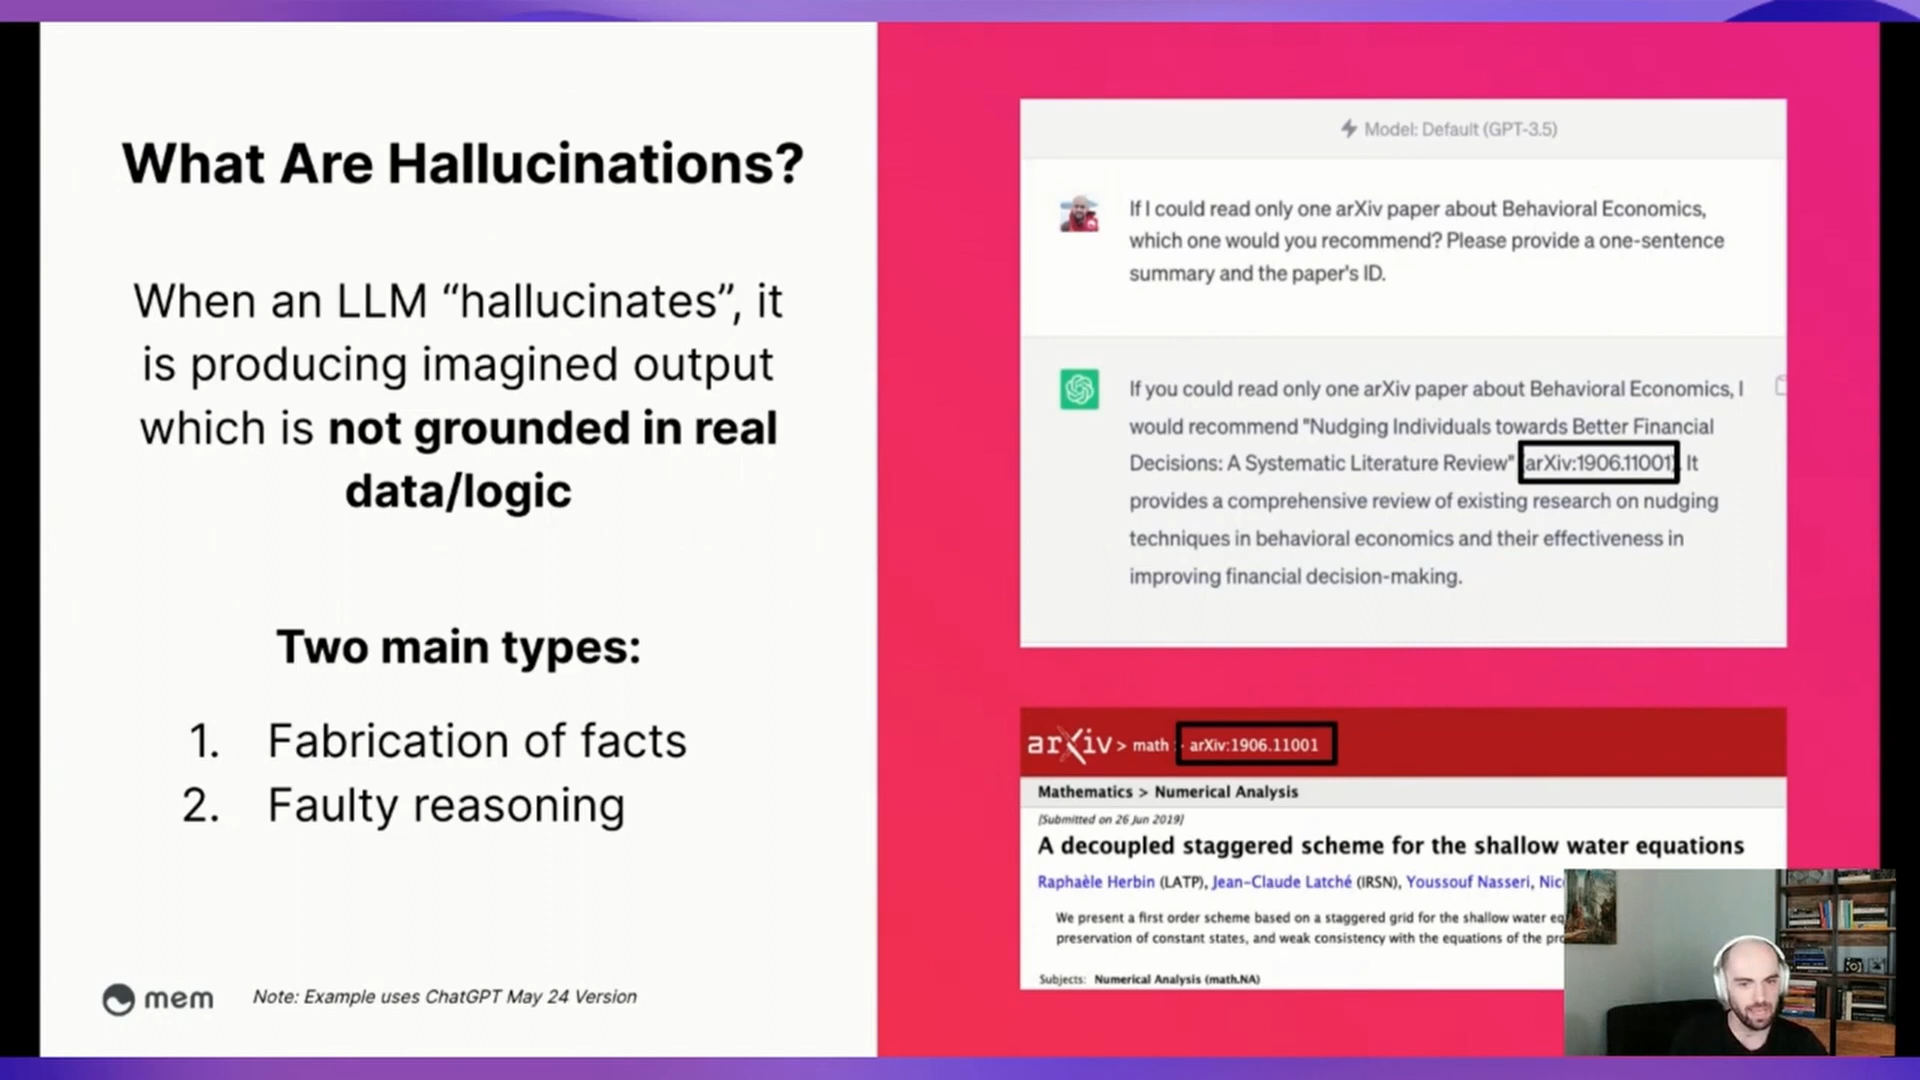 What Are Hallucinations?
When an LLM “hallucinates”, it
is producing imagined output
which is not grounded in real
data/logic
Two main types:
1. Fabrication of facts
2. Faulty reasoning
mem
Note: Example uses ChatGPT May 24 Version
Model: Default (GPT-3.5)
If I could read only one arXiv paper about Behavioral Economics,
which one would you recommend? Please provide a one-sentence
summary and the paper's ID.
If you could read only one arXiv paper about Behavioral Economics, I
would recommend "Nudging Individuals towards Better Financial
Decisions: A Systematic Literature Review" (arXiv:1906.11001). It
provides a comprehensive review of existing research on nudging
techniques in behavioral economics and their effectiveness in
improving financial decision-making.
arXiv > math > arXiv:1906.11001
Mathematics > Numerical Analysis
[Submitted on 26 Jun 2019]
A decoupled staggered scheme for the shallow water equations
Raphaèle Herbin (LATP), Jean-Claude Latché (IRSN), Youssouf Nasseri,
We present a first order scheme based on a staggered grid for the shallow water
preservation of constant states, and weak consistency with the equations of the
Subjects: Numerical Analysis (math.NA)